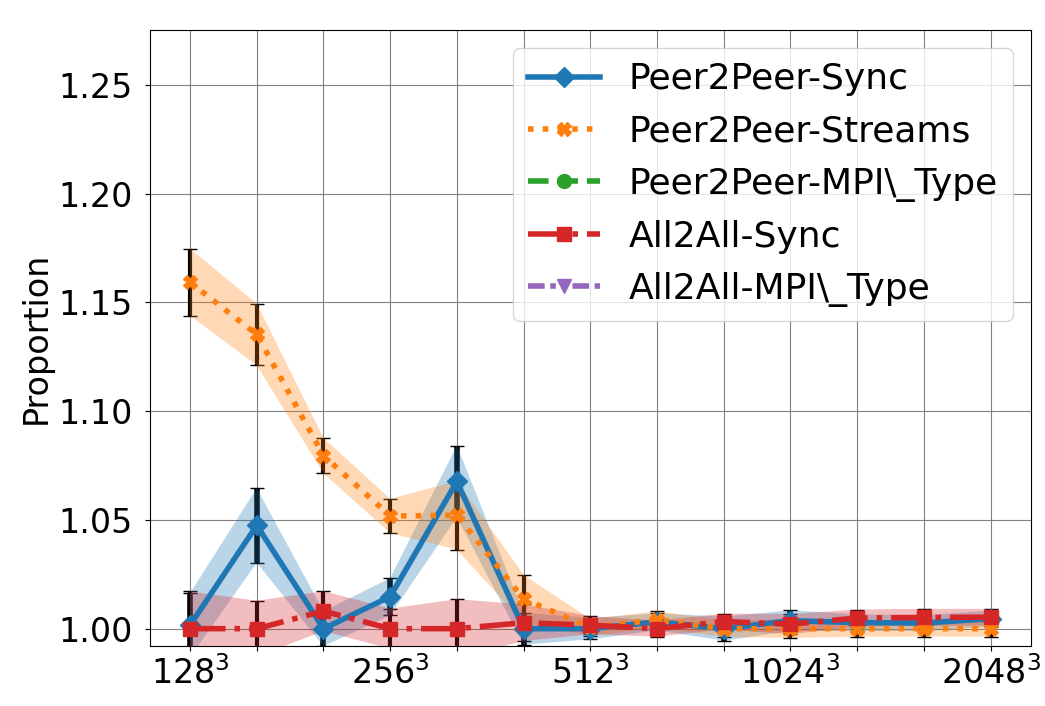 1.25
1.20
1.15
1.10
1.05
1.00
Proportion
Peer2Peer-Sync
Peer2Peer-Streams
Peer2Peer-MPI\_Type
All2All-Sync
All2All-MPI\_Type
128³ 256³ 512³ 1024³ 2048³